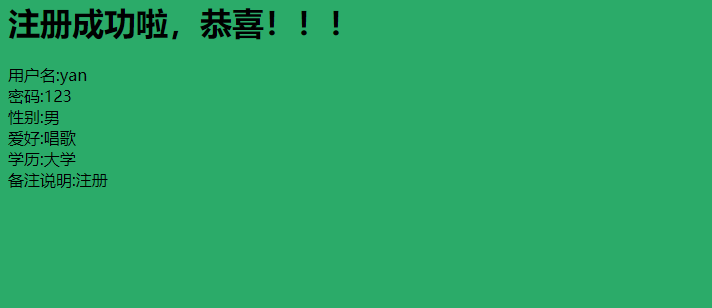 注册成功啦，恭喜！！！
用户名:yan
密码:123
性别:男
爱好:唱歌
学历:大学
备注说明:注册